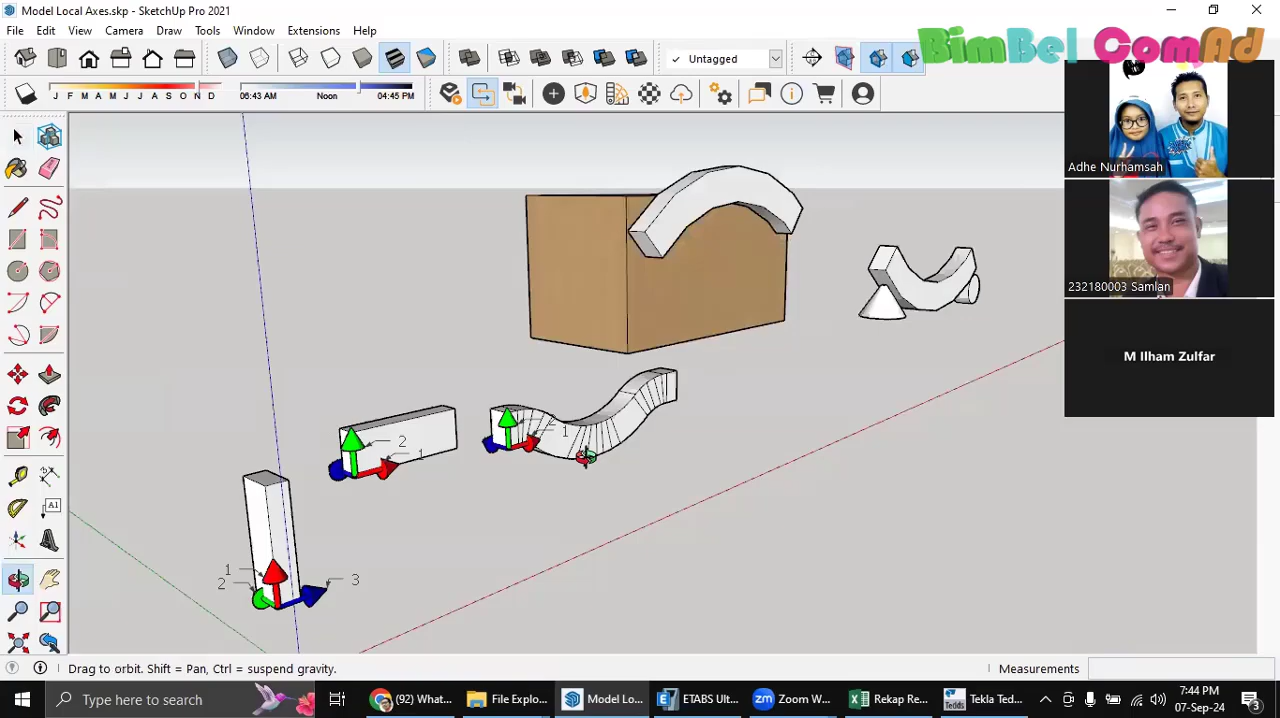 Model Local Axes.skp - SketchUp Pro 2021
File Edit View Camera Draw Tools Window Extensions Help
BimBel ComAd
✓ Untagged
J F M A M J J A S O N D 06:43 AM Noon 04:45 PM
Adhe Nurhamsah
232180003 Samlan
M Ilham Zulfar
2
1
1
1
2
3
A1
Drag to orbit. Shift = Pan, Ctrl = suspend gravity.
Measurements
Type here to search
(92) What...
File Explo...
Model Lo...
ETABS Ult...
Zoom W...
Rekap Re...
Tekla Ted...
7:44 PM
07-Sep-24
3